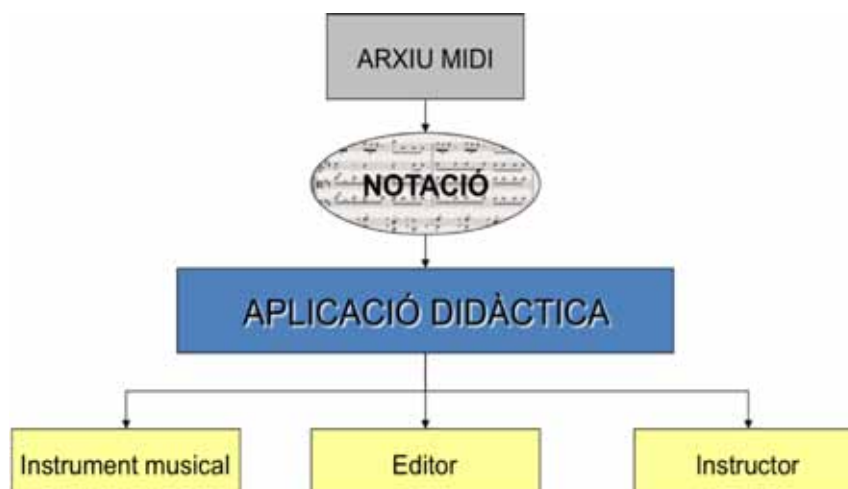 ARXIU MIDI
NOTACIÓ
APLICACIÓ DIDÀCTICA
Instrument musical
Editor
Instructor